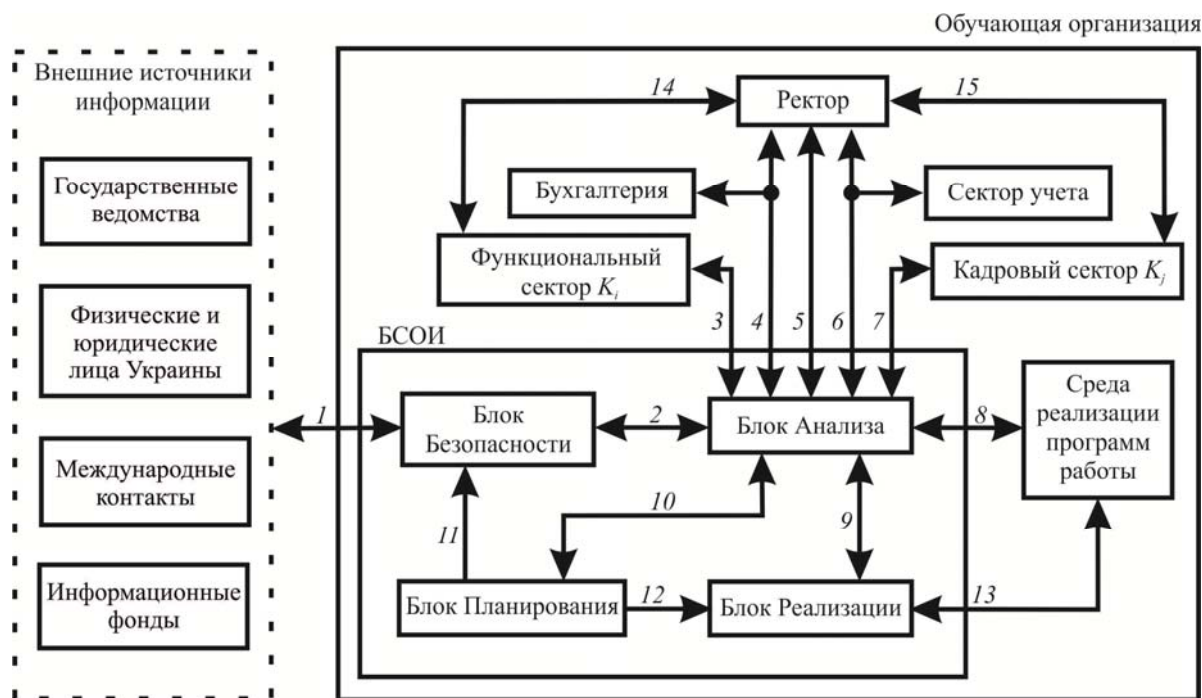 Обучающая организация
Внешние источники
информации
Государственные
ведомства
Физические и
юридические
лица Украины
Международные
контакты
Информационные
фонды
14
Ректор
15
Бухгалтерия
Сектор учета
Функциональный
сектор Ki
Кадровый сектор Kj
3
4
5
6
7
БСОИ
1
Блок
Безопасности
2
Блок Анализа
8
Среда
реализации
программ
работы
10
9
11
Блок Планирования
12
Блок Реализации
13